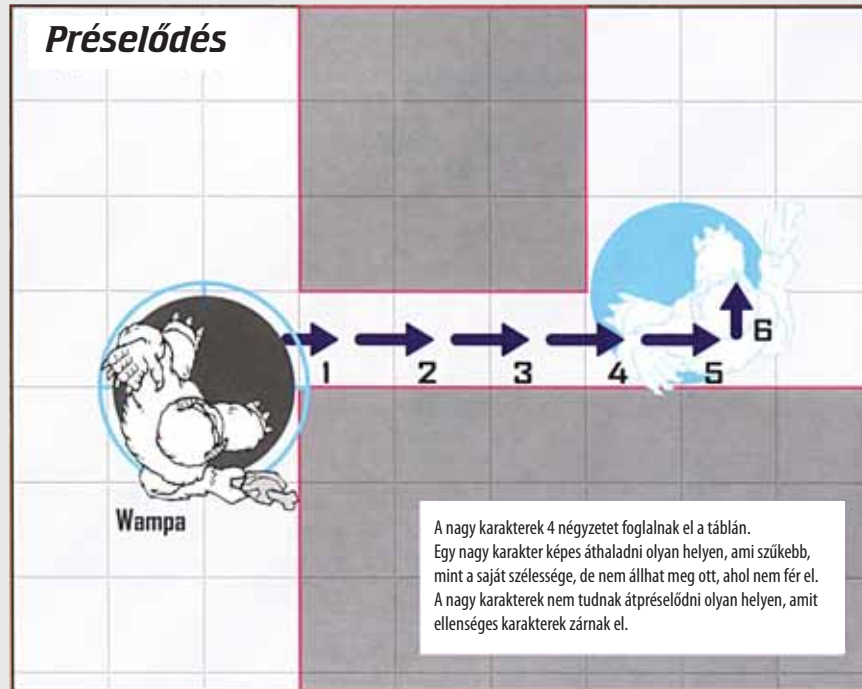 Préselődés
1
2
3
4
5
6
Wampa
A nagy karakterek 4 négyzetet foglalnak el a táblán.
Egy nagy karakter képes áthaladni olyan helyen, ami szűkebb,
mint a saját szélessége, de nem állhat meg ott, ahol nem fér el.
A nagy karakterek nem tudnak átpréselődni olyan helyen, amit
ellenséges karakterek zárnak el.